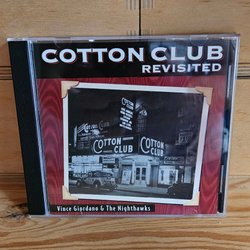 COTTON CLUB
REVISITED
COTTON
CLUB
COTTON
CLUB
Vince Giordano & The Nighthawks